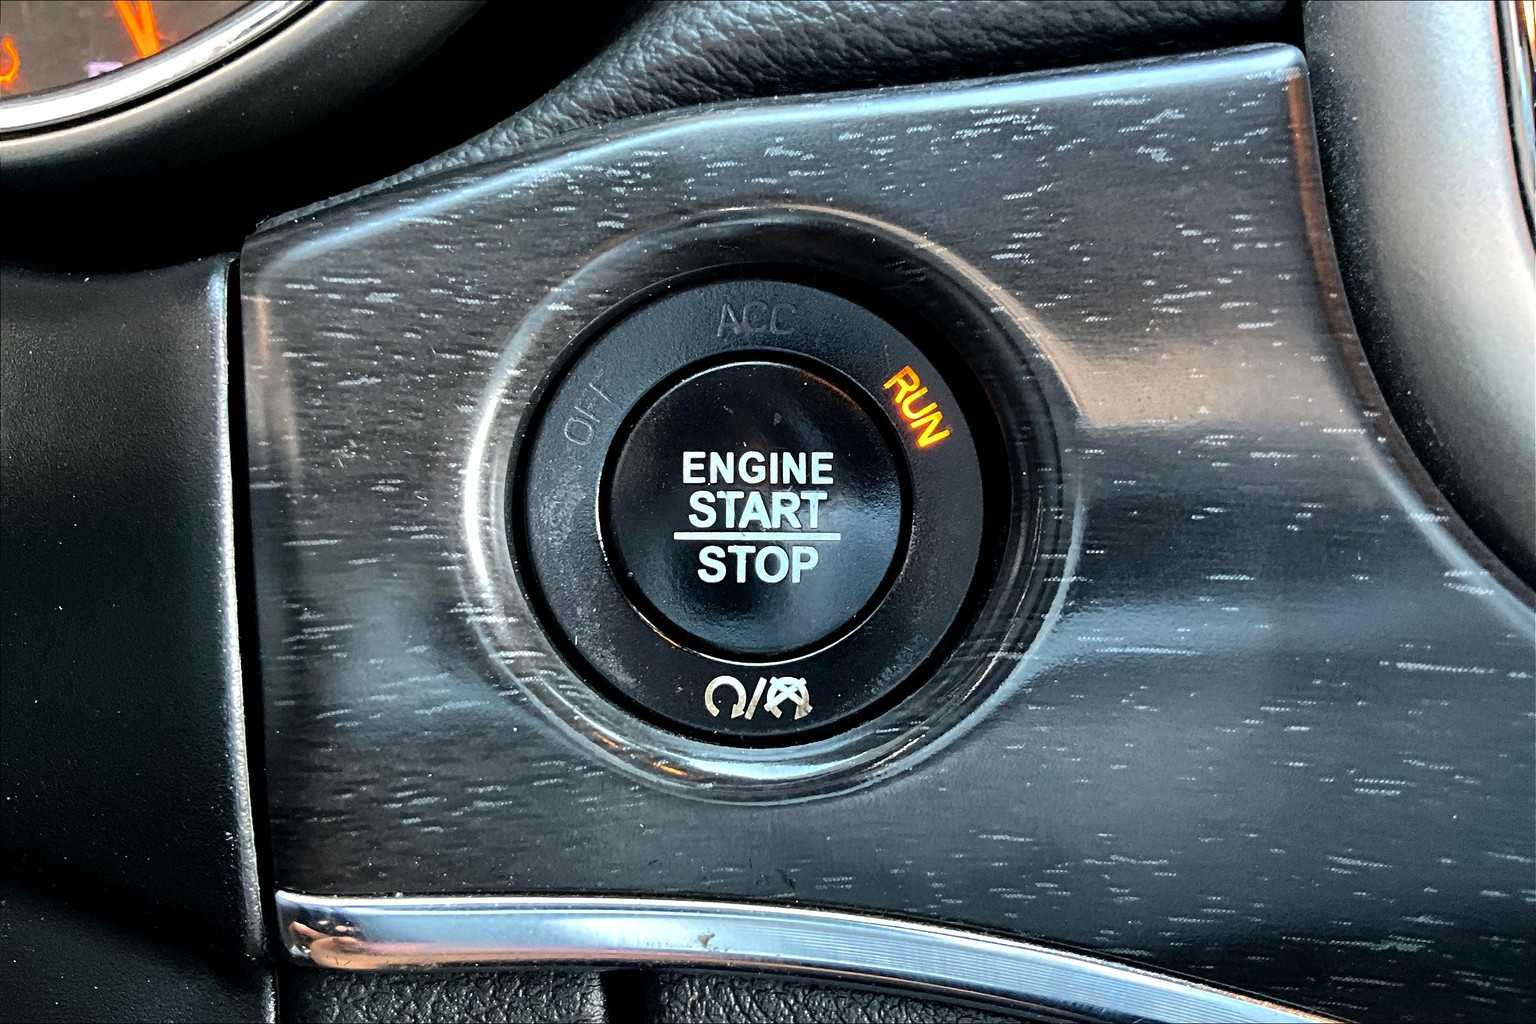 ACC
OFF
RUN
ENGINE
START
STOP